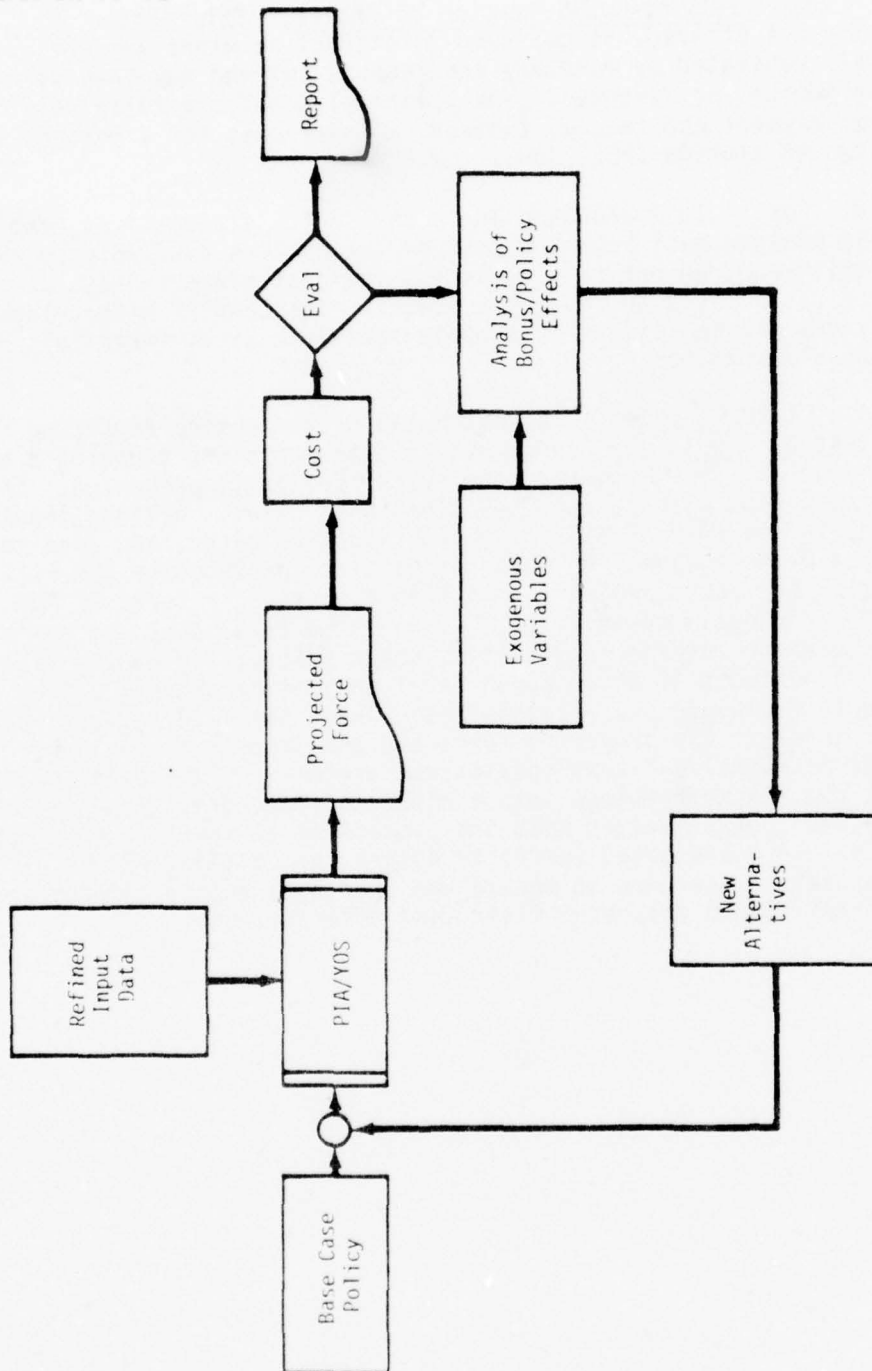 Refined
Input
Data
Base Case
Policy
PIA/YOS
Projected
Force
Cost
Eval
Report
Exogenous
Variables
Analysis of
Bonus/Policy
Effects
New
Alterna-
tives